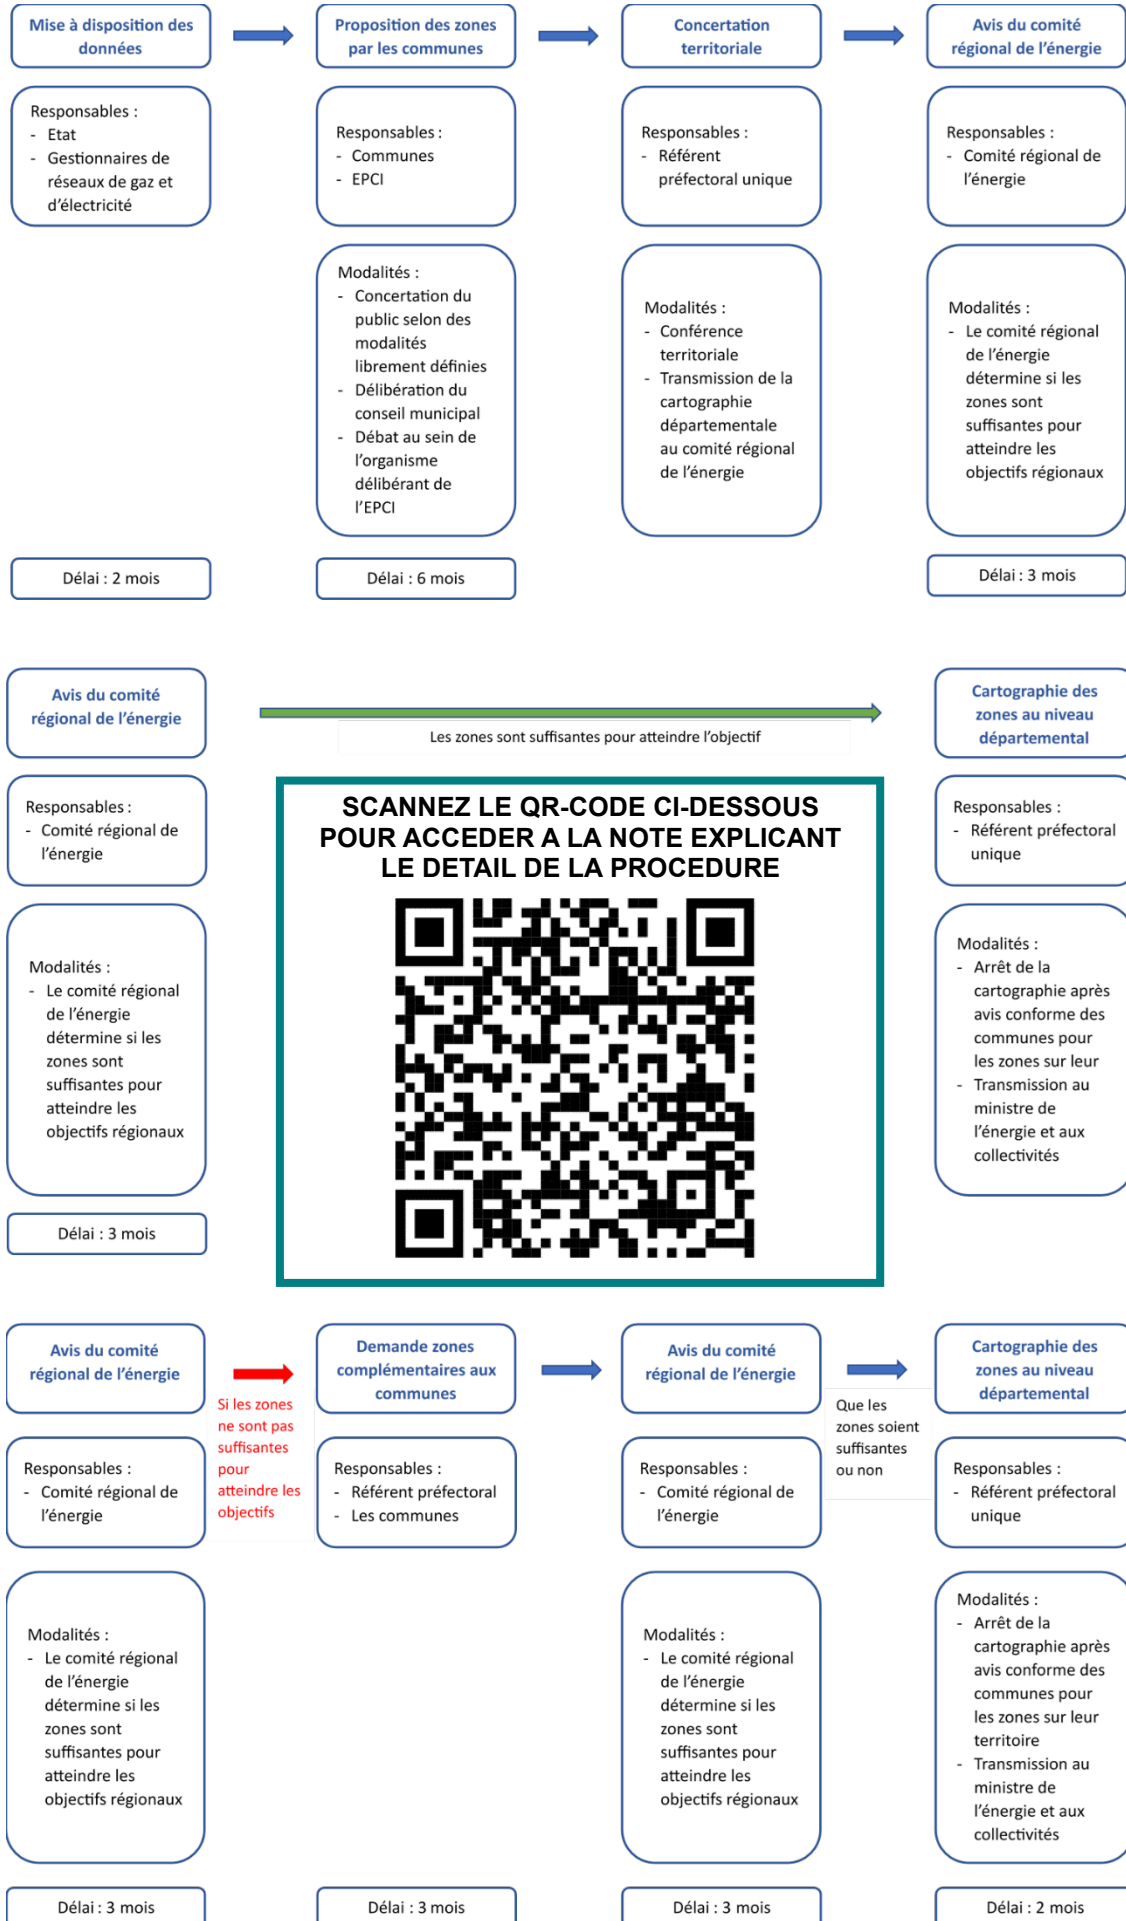 Mise à disposition des
données
Proposition des zones
par les communes
Concertation
territoriale
Avis du comité
régional de l’énergie
Responsables :
- Etat
- Gestionnaires de
réseaux de gaz et
d’électricité
Responsables :
- Communes
- EPCI
Responsables :
- Référent
préfectoral unique
Responsables :
- Comité régional de
l’énergie
Modalités :
- Concertation du
public selon des
modalités
librement définies
- Délibération du
conseil municipal
- Débat au sein de
l’organisme
délibérant de
l’EPCI
Modalités :
- Conférence
territoriale
- Transmission de la
cartographie
départementale
au comité régional
de l’énergie
Modalités :
- Le comité régional
de l’énergie
détermine si les
zones sont
suffisantes pour
atteindre les
objectifs régionaux
Délai : 2 mois
Délai : 6 mois
Délai : 3 mois
Avis du comité
régional de l’énergie
Les zones sont suffisantes pour atteindre l’objectif
Cartographie des
zones au niveau
départemental
Responsables :
- Comité régional de
l’énergie
SCANNEZ LE QR-CODE CI-DESSOUS
POUR ACCEDER A LA NOTE EXPLICANT
LE DETAIL DE LA PROCEDURE
Responsables :
- Référent préfectoral
unique
Modalités :
- Le comité régional
de l’énergie
détermine si les
zones sont
suffisantes pour
atteindre les
objectifs régionaux
Modalités :
- Arrêt de la
cartographie après
avis conforme des
communes pour
les zones sur leur
- Transmission au
ministre de
l’énergie et aux
collectivités
Délai : 3 mois
Avis du comité
régional de l’énergie
Si les zones
ne sont pas
suffisantes
pour
atteindre les
objectifs
Demande zones
complémentaires aux
communes
Avis du comité
régional de l’énergie
Que les
zones soient
suffisantes
ou non
Cartographie des
zones au niveau
départemental
Responsables :
- Comité régional de
l’énergie
Responsables :
- Référent préfectoral
- Les communes
Responsables :
- Comité régional de
l’énergie
Responsables :
- Référent préfectoral
unique
Modalités :
- Le comité régional
de l’énergie
détermine si les
zones sont
suffisantes pour
atteindre les
objectifs régionaux
Modalités :
- Le comité régional
de l’énergie
détermine si les
zones sont
suffisantes pour
atteindre les
objectifs régionaux
Modalités :
- Arrêt de la
cartographie après
avis conforme des
communes pour
les zones sur leur
territoire
- Transmission au
ministre de
l’énergie et aux
collectivités
Délai : 3 mois
Délai : 3 mois
Délai : 3 mois
Délai : 2 mois